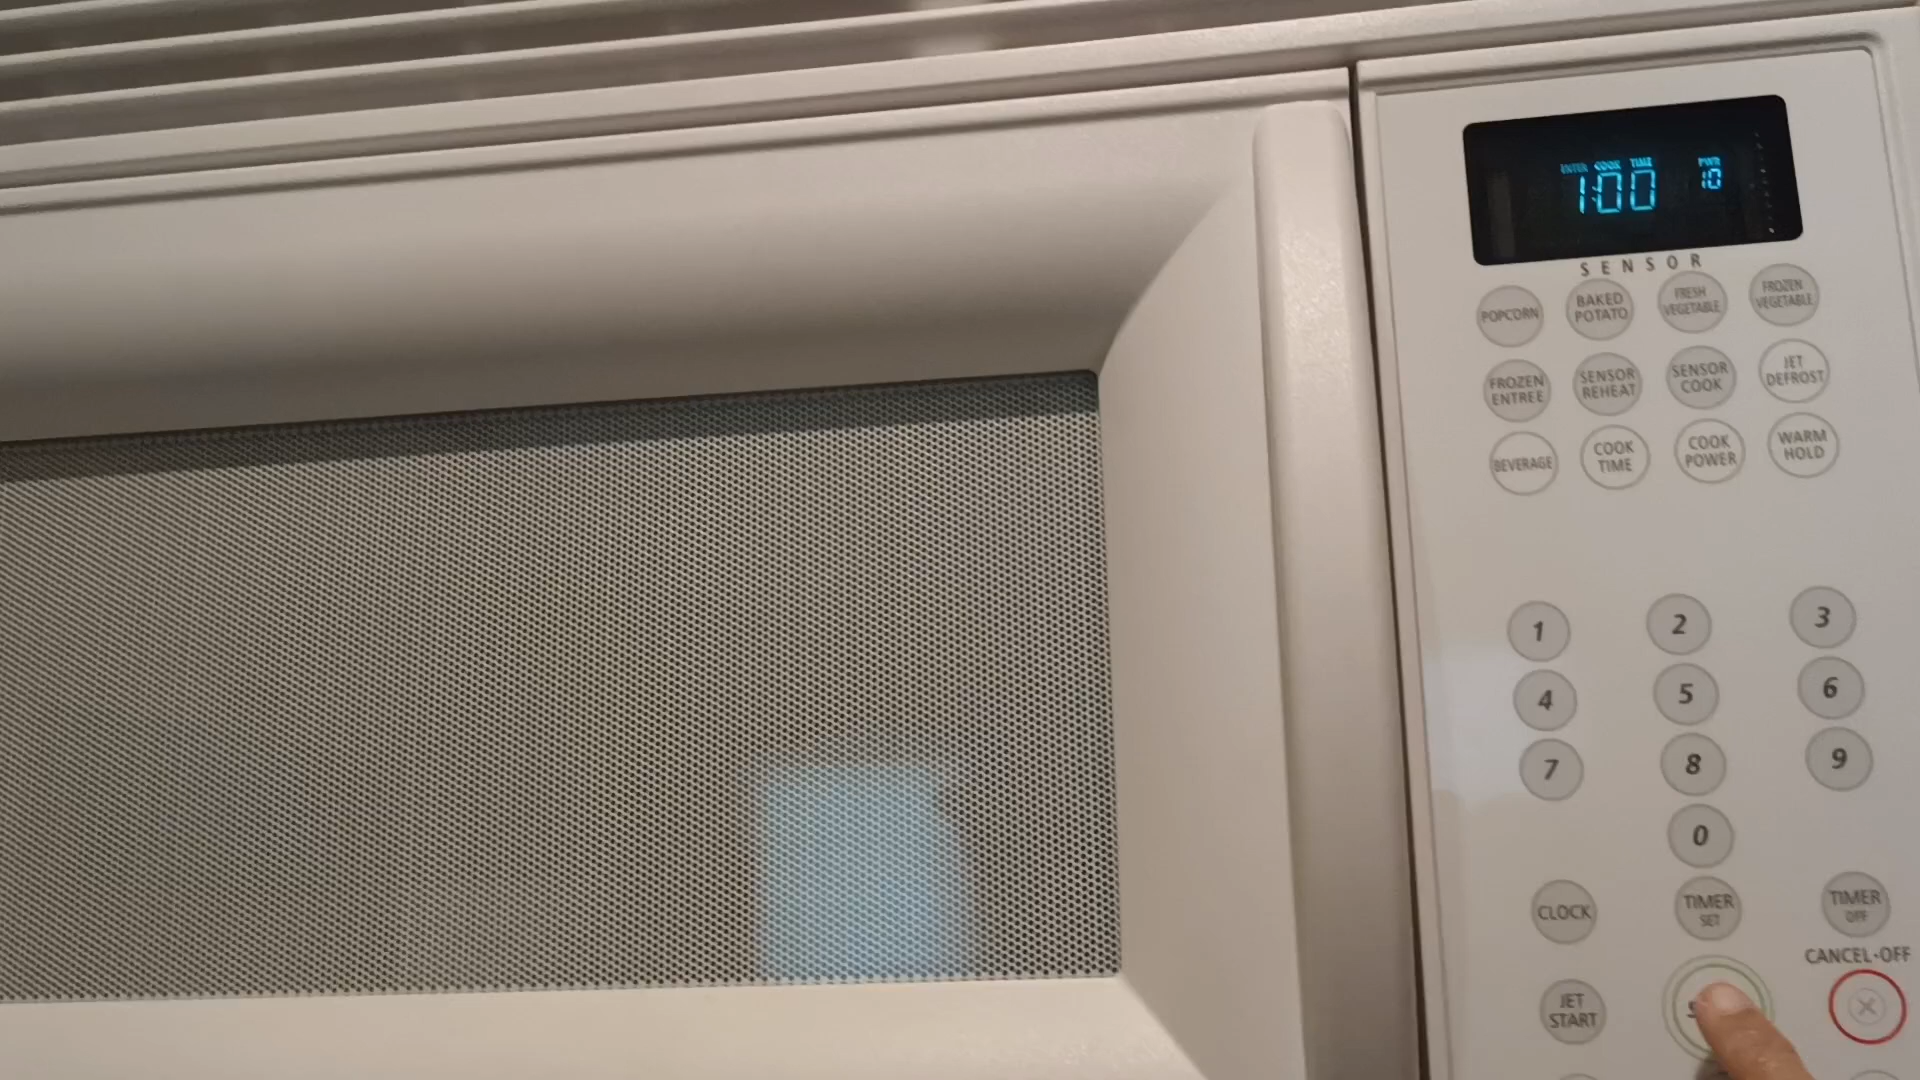 ENTER COOK TIME PWR
1:00 10
SENSOR
POPCORN
BAKED POTATO
FRESH VEGETABLE
FROZEN VEGETABLE
FROZEN ENTREE
SENSOR REHEAT
SENSOR COOK
JET DEFROST
BEVERAGE
COOK TIME
COOK POWER
WARM HOLD
1 2 3
4 5 6
7 8 9
0
CLOCK
TIMER SET
TIMER OFF
CANCEL•OFF
JET START
S